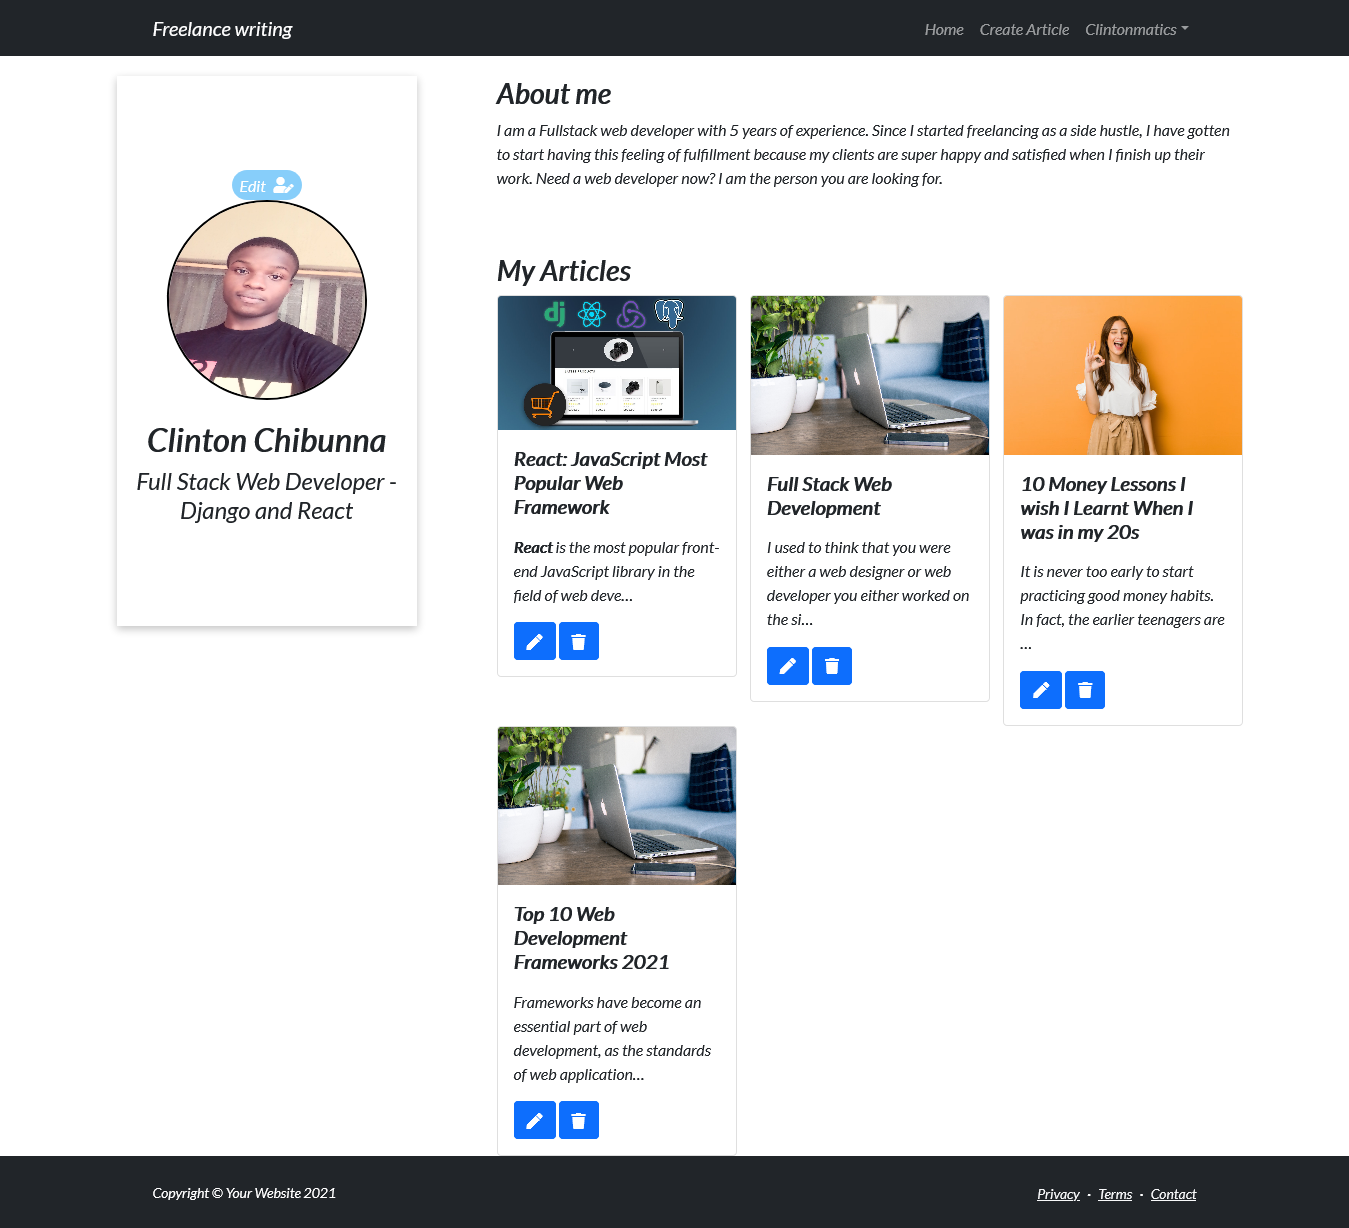 Freelance writing
Home Create Article Clintonmatics
Edit
Clinton Chibunna
Full Stack Web Developer -
Django and React
About me
I am a Fullstack web developer with 5 years of experience. Since I started freelancing as a side hustle, I have gotten
to start having this feeling of fulfillment because my clients are super happy and satisfied when I finish up their
work. Need a web developer now? I am the person you are looking for.
My Articles
dj
React: JavaScript Most
Popular Web
Framework
React is the most popular front-
end JavaScript library in the
field of web deve...
Full Stack Web
Development
I used to think that you were
either a web designer or web
developer you either worked on
the si...
10 Money Lessons I
wish I Learnt When I
was in my 20s
It is never too early to start
practicing good money habits.
In fact, the earlier teenagers are
...
Top 10 Web
Development
Frameworks 2021
Frameworks have become an
essential part of web
development, as the standards
of web application...
Copyright © Your Website 2021
Privacy · Terms · Contact